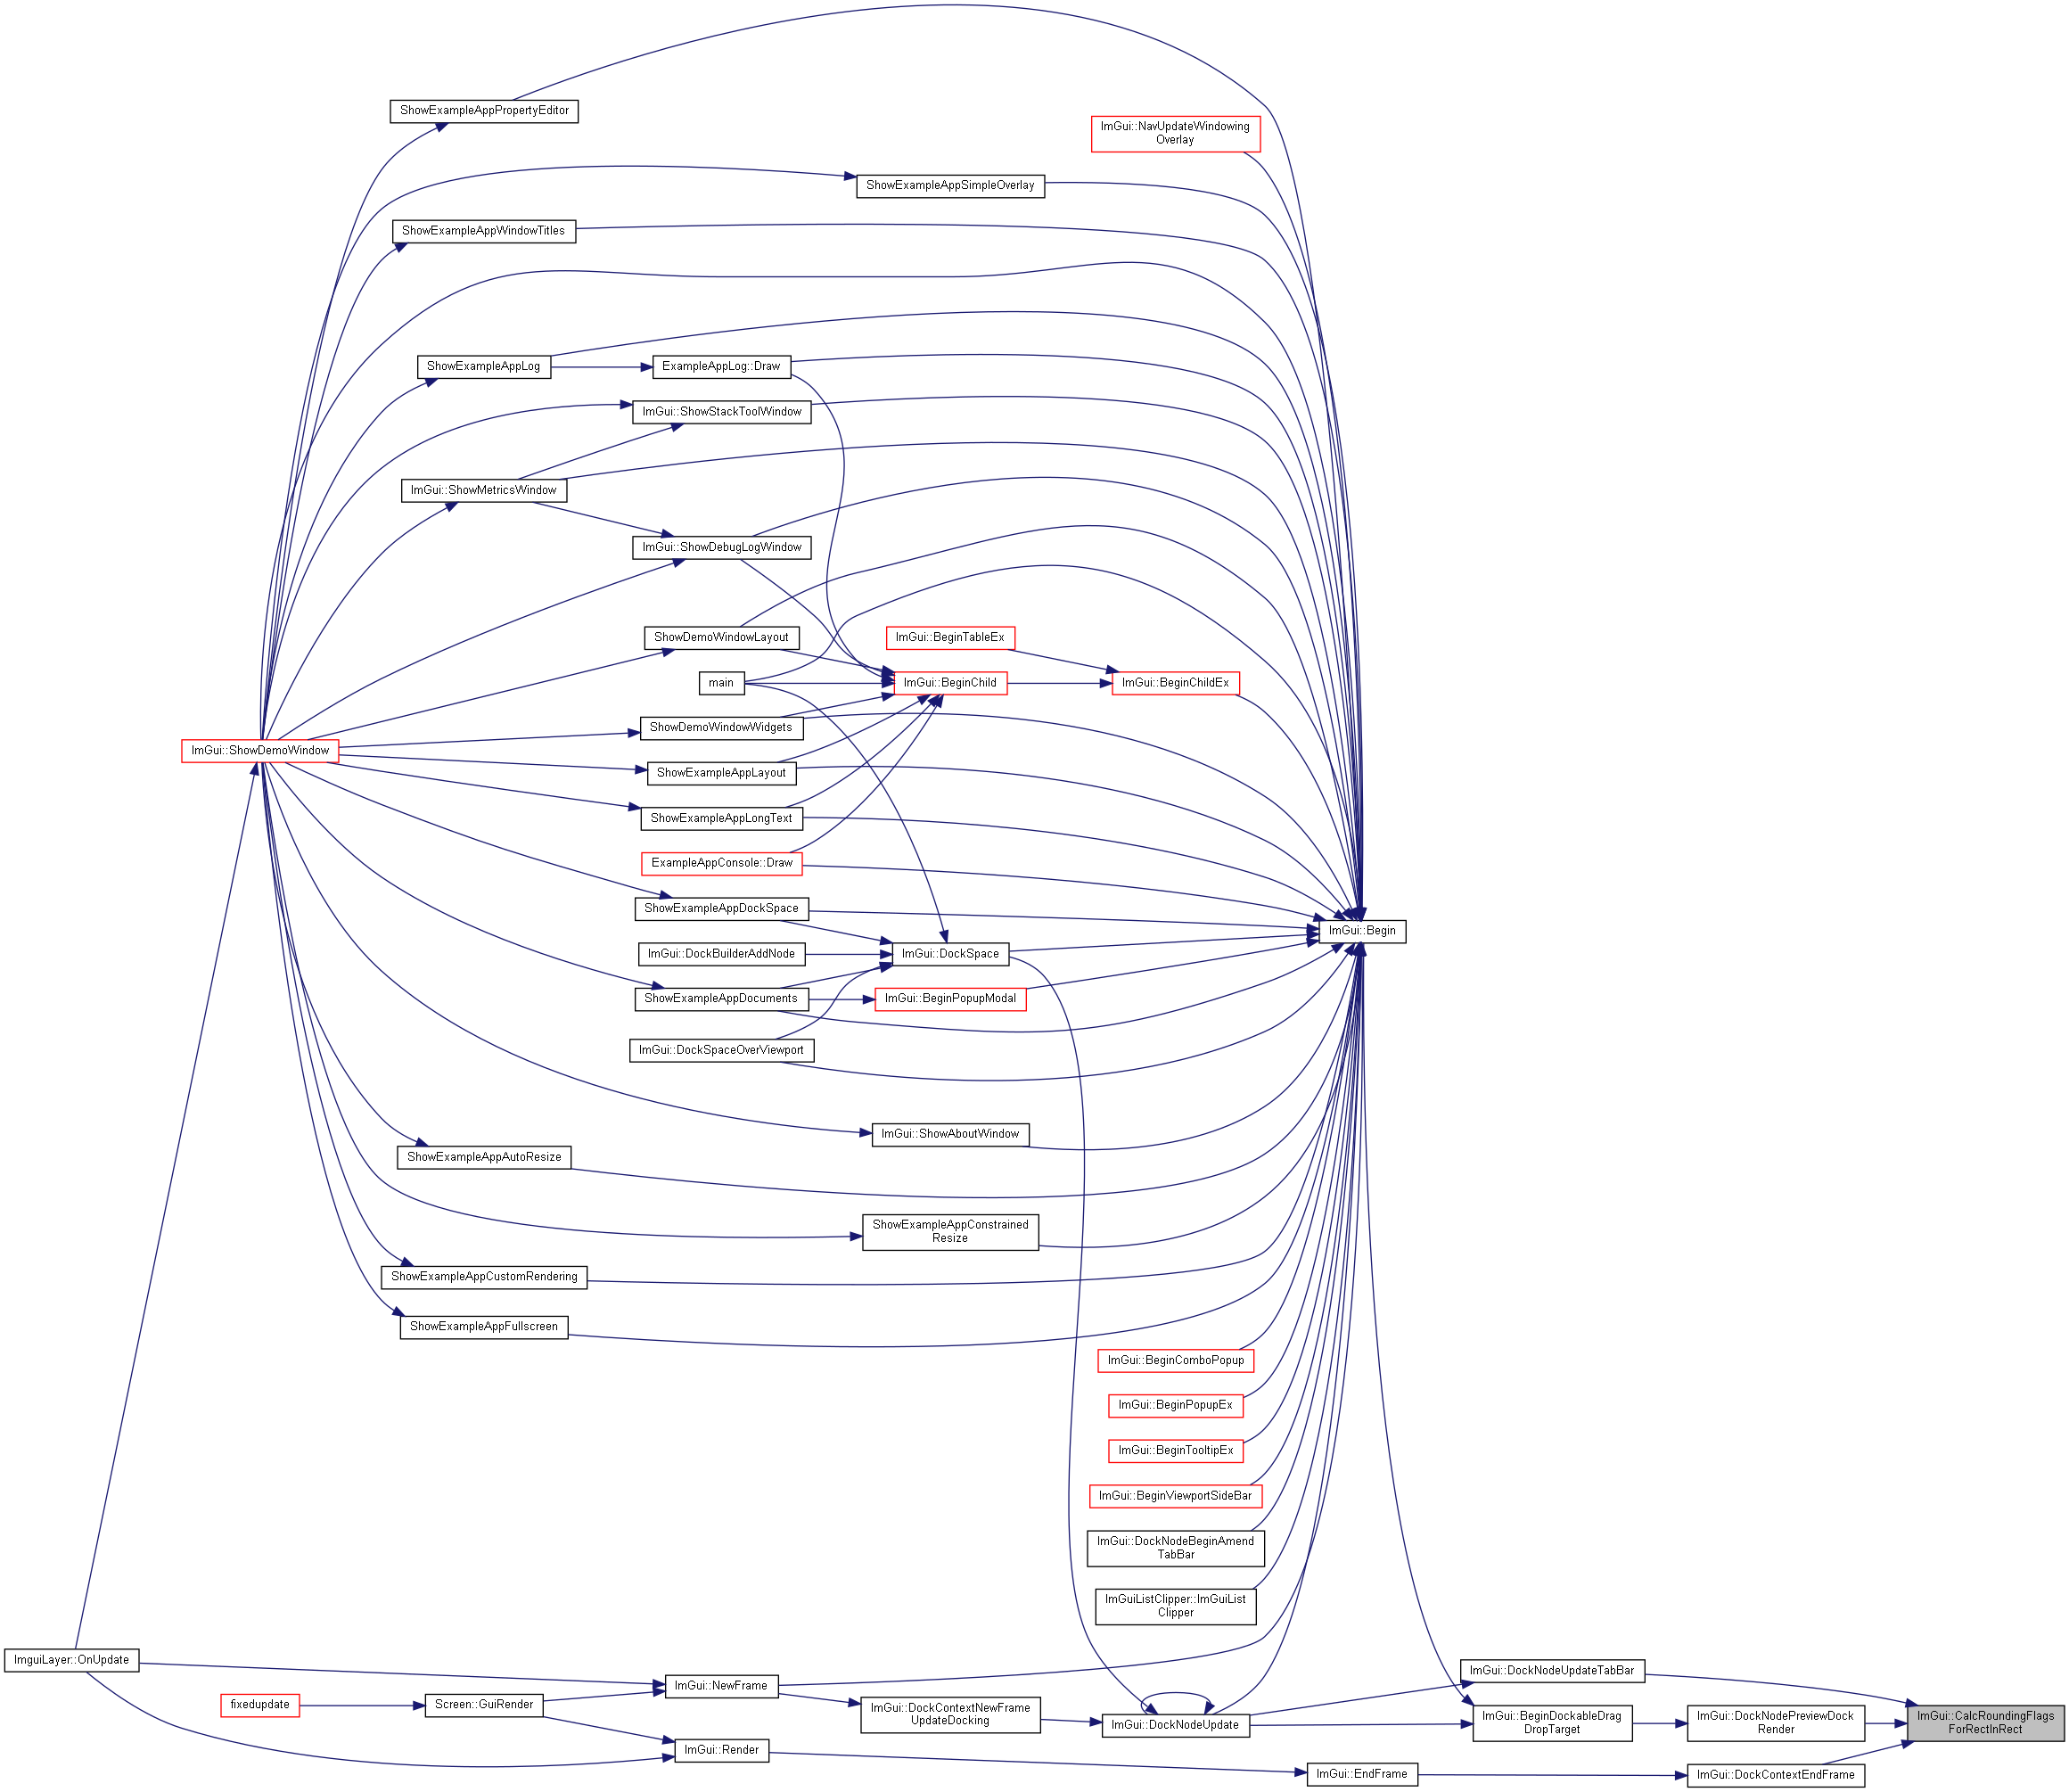 ShowExampleAppPropertyEditor
ImGui::NavUpdateWindowing
Overlay
ShowExampleAppSimpleOverlay
ShowExampleAppWindowTitles
ShowExampleAppLog
ExampleAppLog::Draw
ImGui::ShowStackToolWindow
ImGui::ShowMetricsWindow
ImGui::ShowDebugLogWindow
ShowDemoWindowLayout
ImGui::BeginTableEx
main
ImGui::BeginChild
ImGui::BeginChildEx
ShowDemoWindowWidgets
ImGui::ShowDemoWindow
ShowExampleAppLayout
ShowExampleAppLongText
ExampleAppConsole::Draw
ShowExampleAppDockSpace
ImGui::Begin
ImGui::DockBuilderAddNode
ImGui::DockSpace
ShowExampleAppDocuments
ImGui::BeginPopupModal
ImGui::DockSpaceOverViewport
ImGui::ShowAboutWindow
ShowExampleAppAutoResize
ShowExampleAppConstrained
Resize
ShowExampleAppCustomRendering
ShowExampleAppFullscreen
ImGui::BeginComboPopup
ImGui::BeginPopupEx
ImGui::BeginTooltipEx
ImGui::BeginViewportSideBar
ImGui::DockNodeBeginAmend
TabBar
ImGuiListClipper::ImGuiList
Clipper
ImguiLayer::OnUpdate
ImGui::DockNodeUpdateTabBar
ImGui::NewFrame
fixedupdate
Screen::GuiRender
ImGui::DockContextNewFrame
UpdateDocking
ImGui::DockNodeUpdate
ImGui::BeginDockableDrag
DropTarget
ImGui::DockNodePreviewDock
Render
ImGui::CalcRoundingFlags
ForRectInRect
ImGui::Render
ImGui::EndFrame
ImGui::DockContextEndFrame